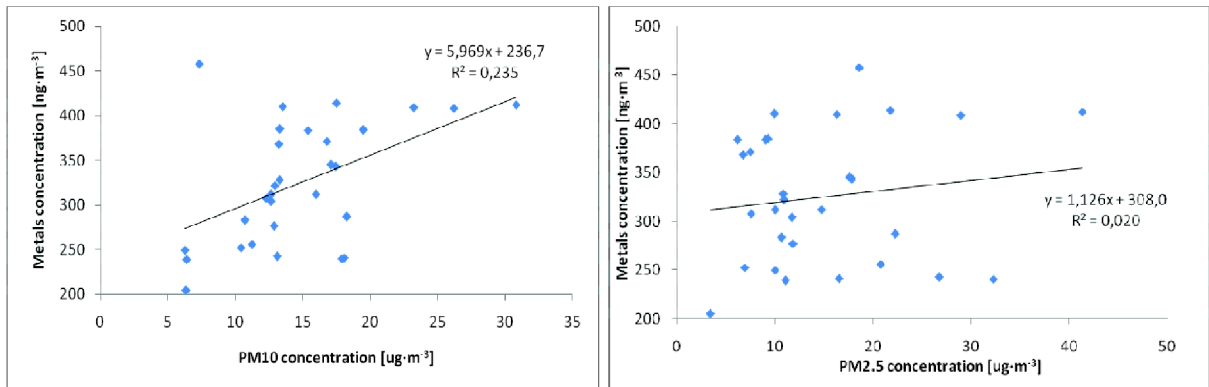 500
450
400
350
300
250
200
Metals concentration [ng·m⁻³]
y = 5,969x + 236,7
R² = 0,235
0 5 10 15 20 25 30 35
PM10 concentration [ug·m⁻³]
500
450
400
350
300
250
200
Metals concentration [ng·m⁻³]
y = 1,126x + 308,0
R² = 0,020
0 10 20 30 40 50
PM2.5 concentration [ug·m⁻³]